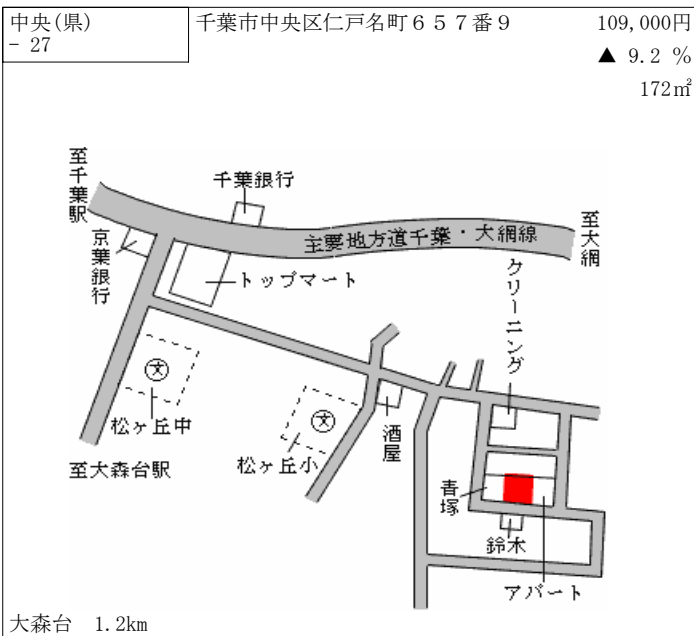 中央(県)
- 27
千葉市中央区仁戸名町６５７番９
109,000円
▲ 9.2 %
172㎡
至千葉駅
千葉銀行
京葉銀行
主要地方道千葉・大網線
至大網
トップマート
クリーニング
文
松ヶ丘中
文
松ヶ丘小
酒屋
至大森台駅
青塚
鈴木
アパート
大森台 1.2km